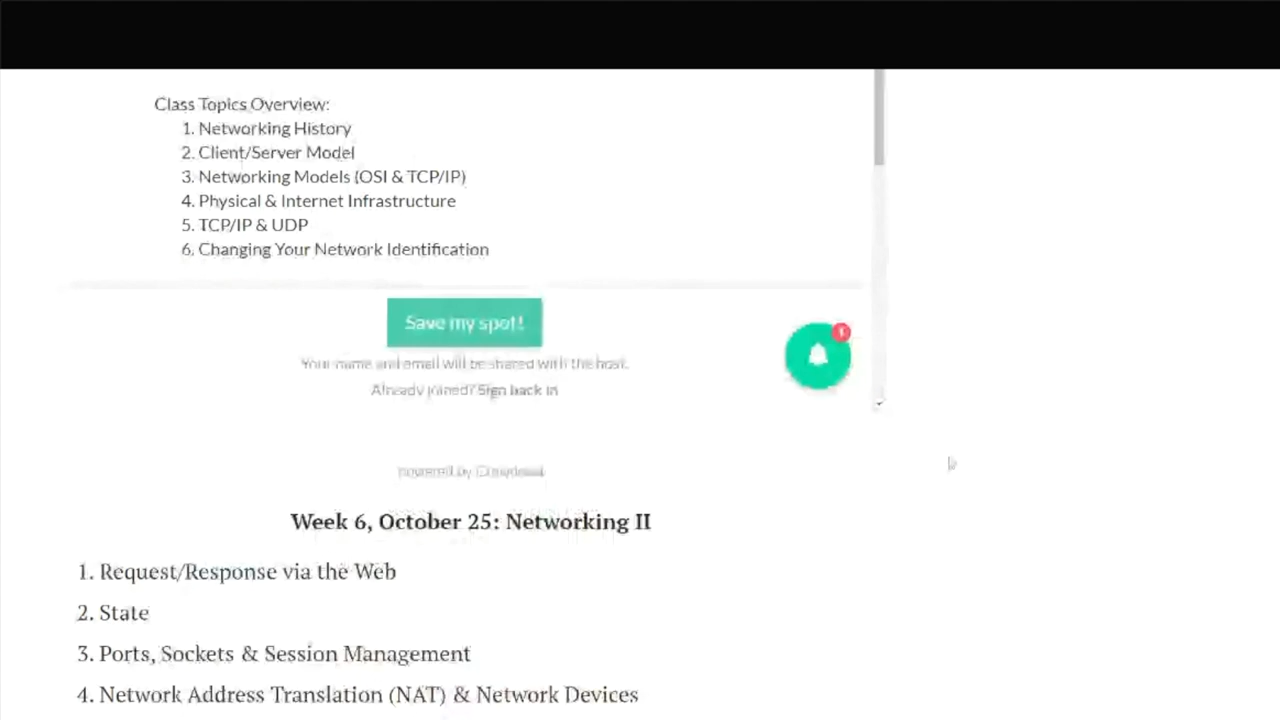 Class Topics Overview:
1. Networking History
2. Client/Server Model
3. Networking Models (OSI & TCP/IP)
4. Physical & Internet Infrastructure
5. TCP/IP & UDP
6. Changing Your Network Identification
Save my spot!
Your name and email will be shared with the host.
Already joined? Sign back in
powered by
Week 6, October 25: Networking II
1. Request/Response via the Web
2. State
3. Ports, Sockets & Session Management
4. Network Address Translation (NAT) & Network Devices